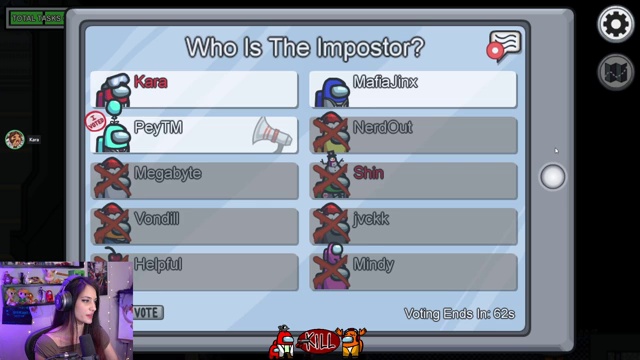 TOTAL TASKS
Who Is The Impostor?
Kara
MafiaJinx
I VOTED
PeyTM
NerdOut
Kara
Megabyte
Shin
Vondill
jvckk
Helpful
Mindy
VOTE
Voting Ends In: 62s
KILL